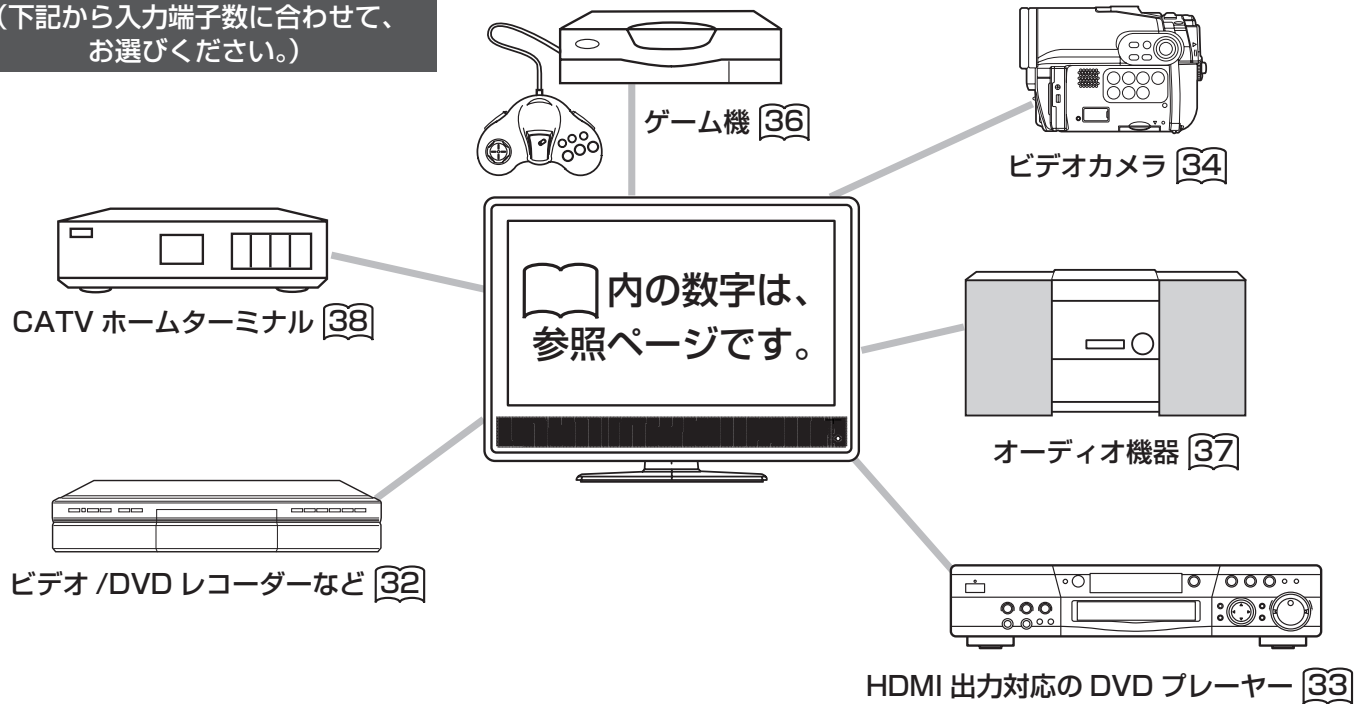 （下記から入力端子数に合わせて、
お選びください。）
ゲーム機 36
ビデオカメラ 34
CATV ホームターミナル 38
内の数字は、
参照ページです。
オーディオ機器 37
ビデオ /DVD レコーダーなど 32
HDMI 出力対応の DVD プレーヤー 33